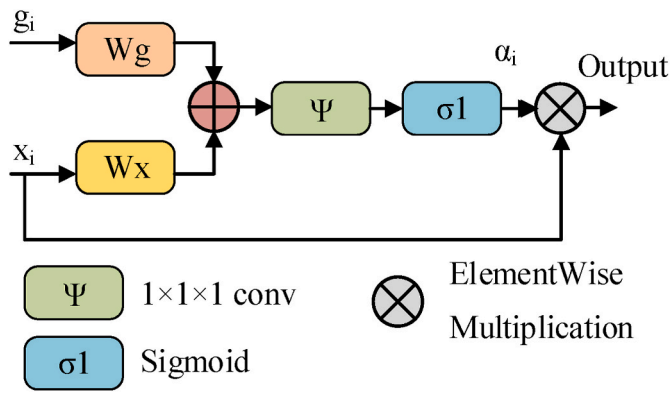 gi
Wg
αi
Output
Ψ
σ1
xi
Wx
Ψ
1×1×1 conv
ElementWise
Multiplication
σ1
Sigmoid